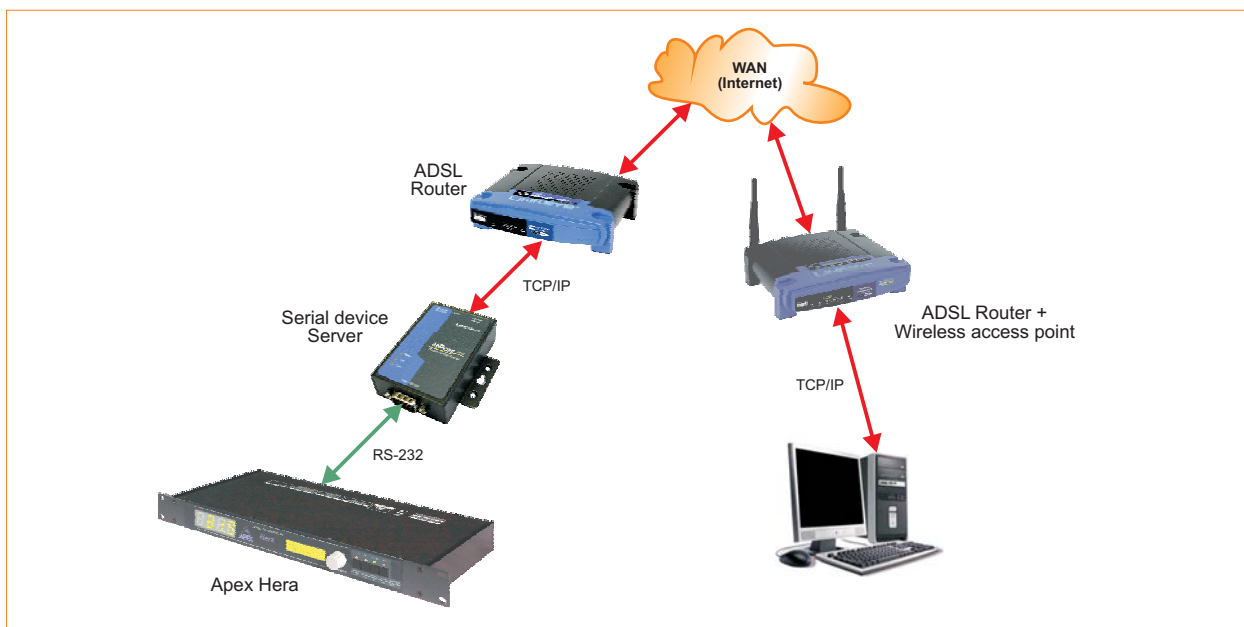 WAN
(Internet)
ADSL
Router
TCP/IP
Serial device
Server
ADSL Router +
Wireless access point
TCP/IP
RS-232
Apex Hera